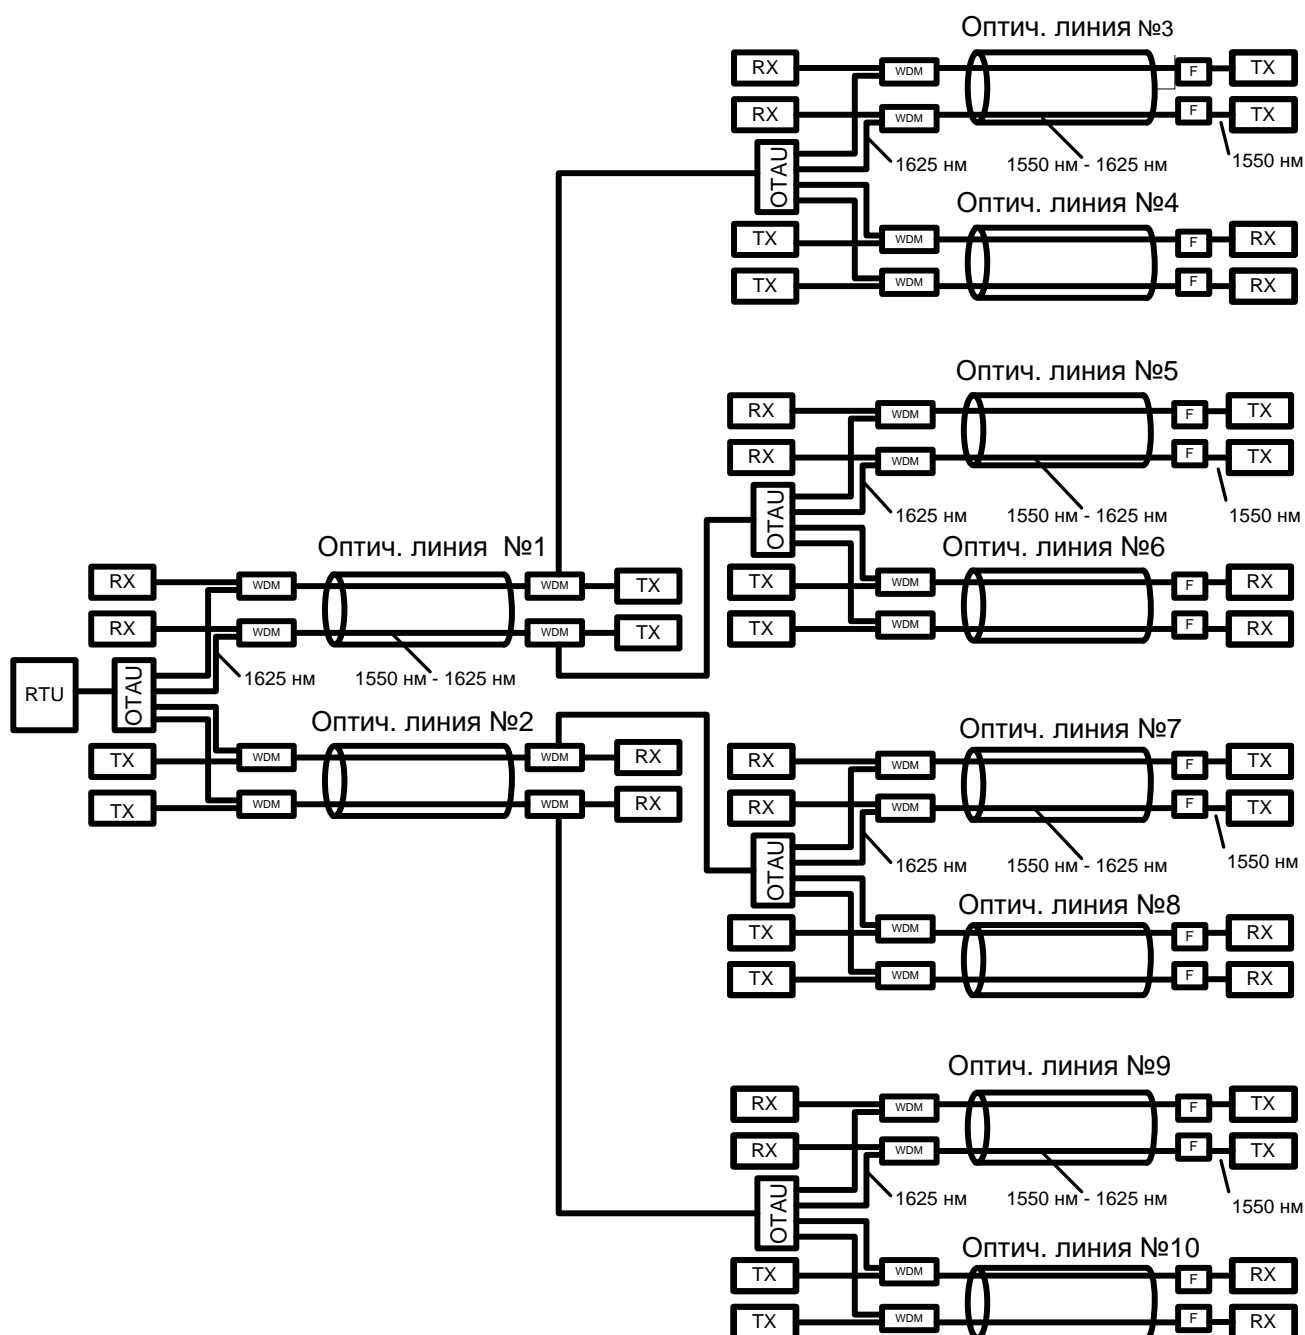 Оптич. линия №3
RX
WDM
F
TX
RX
WDM
F
TX
OTAU
1625 нм
1550 нм - 1625 нм
1550 нм
Оптич. линия №4
TX
WDM
F
RX
TX
WDM
F
RX
Оптич. линия №5
RX
WDM
F
TX
RX
WDM
F
TX
OTAU
1625 нм
1550 нм - 1625 нм
1550 нм
Оптич. линия №6
TX
WDM
F
RX
TX
WDM
F
RX
Оптич. линия №1
RX
WDM
WDM
TX
RX
WDM
WDM
TX
RTU
OTAU
1625 нм
1550 нм - 1625 нм
Оптич. линия №2
TX
WDM
WDM
RX
TX
WDM
WDM
RX
Оптич. линия №7
RX
WDM
F
TX
RX
WDM
F
TX
OTAU
1625 нм
1550 нм - 1625 нм
1550 нм
Оптич. линия №8
TX
WDM
F
RX
TX
WDM
F
RX
Оптич. линия №9
RX
WDM
F
TX
RX
WDM
F
TX
OTAU
1625 нм
1550 нм - 1625 нм
1550 нм
Оптич. линия №10
TX
WDM
F
RX
TX
WDM
F
RX